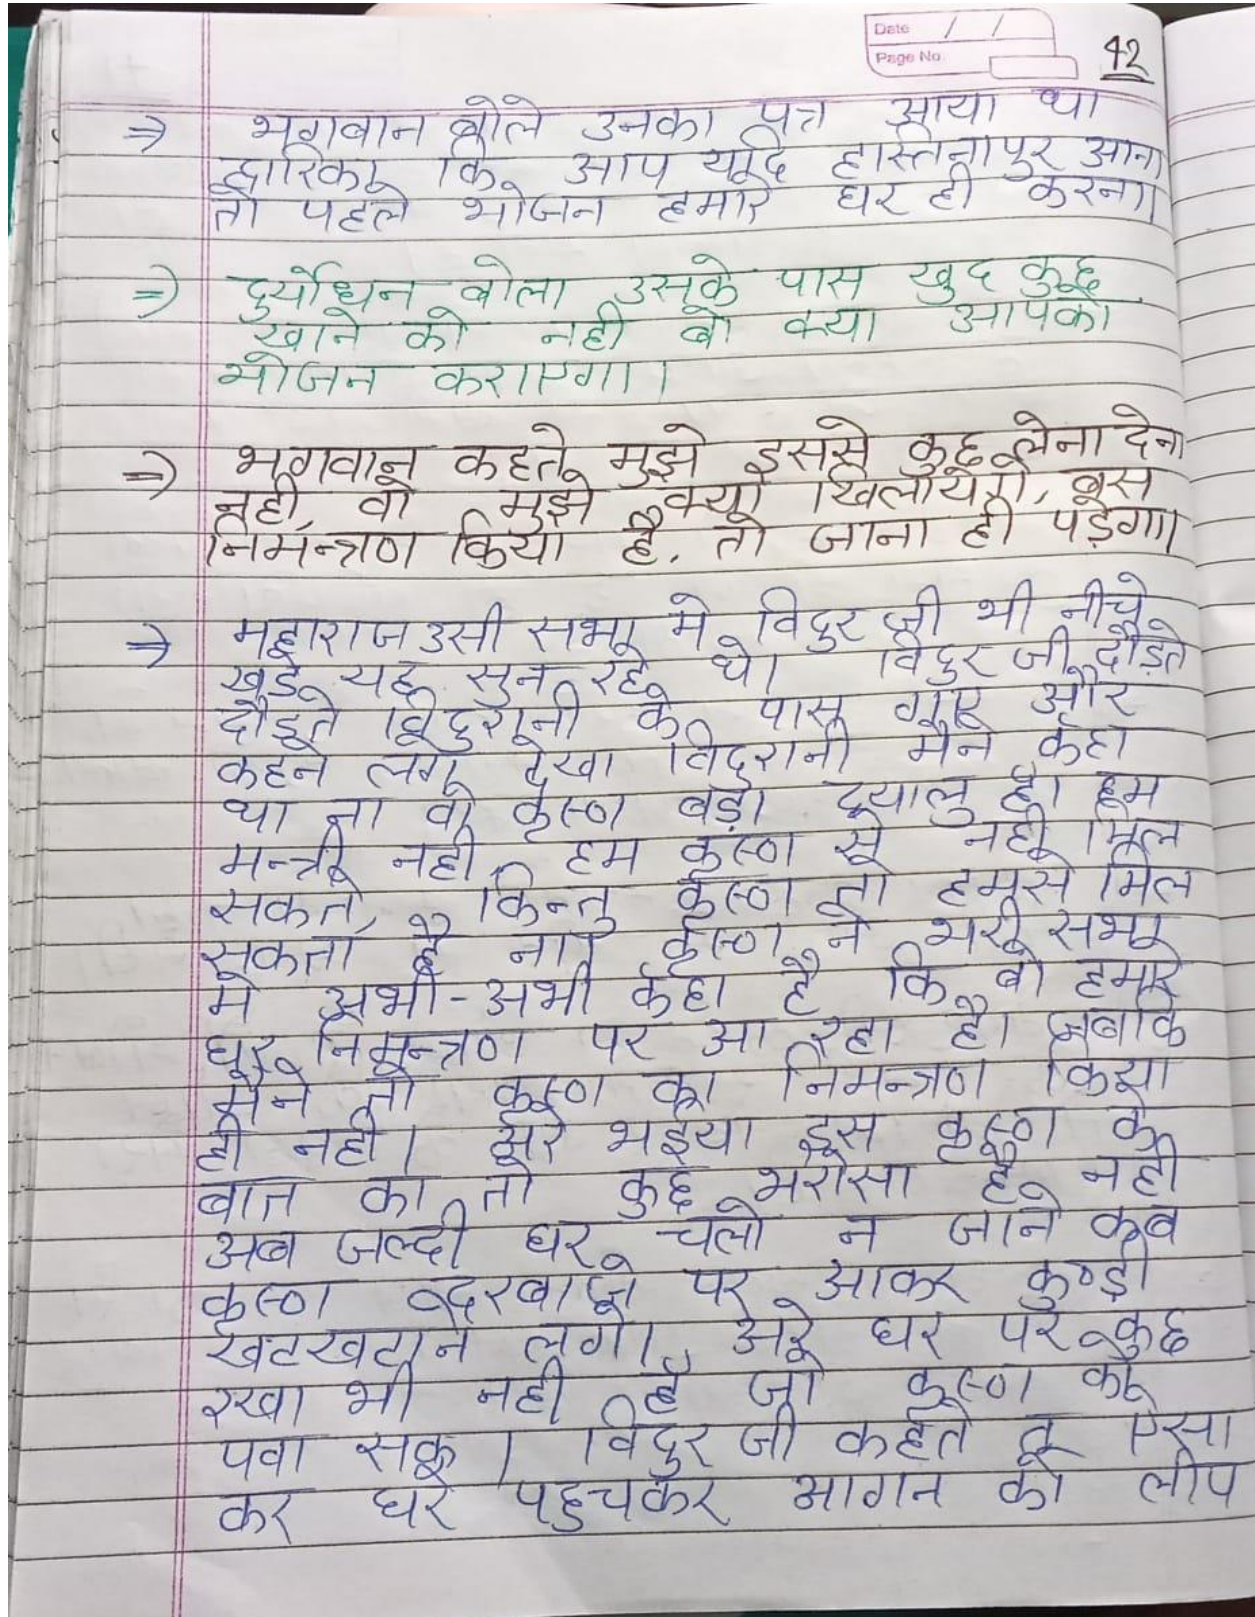 Date / /
Page No
42
⇒ भगवान बोले उनका पत्र आया था
द्वारिका कि आप यदि हस्तिनापुर आना
तो पहले भोजन हमारे घर ही करना।
⇒ दुर्योधन बोला उसके पास खुद कुछ
खाने को नही वो क्या आपको
भोजन कराएगा।
⇒ भगवान कहते मुझे इससे कुछ लेना देना
नही, वो मुझे क्या खिलायेगे, बस
निमन्त्रण किया है, तो जाना ही पड़ेगा।
⇒ महाराज उसी सभा मे विदुर जी भी नीचे
खडे यह सुन रहे थे। विदुर जी दौड़ते
दौड़ते विदुरानी के पास गए और
कहने लगे देखा विदुरानी मैने कहा
था ना वो कृष्ण बड़ा दयालु है। हम
मन्त्री नही, हम कृष्ण से नही मिल
सकते, किन्तु कृष्ण तो हमसे मिल
सकता है ना। कृष्ण ने भरी सभा
मे अभी-अभी कहा है कि वो हमारे
घर निमन्त्रण पर आ रहा है। जबकि
मैने तो कृष्ण का निमन्त्रण किया
ही नही। अरे भईया इस कृष्ण के
बात का तो कुछ भरोसा है नही
अब जल्दी घर चलो न जाने कब
कृष्ण दरवाजे पर आकर कुण्ड़ी
खटखटाने लगे। अरे घर पर कुछ
रखा भी नही है जो कृष्ण को
पवा सकू। विदुर जी कहते तू ऐसा
कर घर पहुचकर आगन को लीप